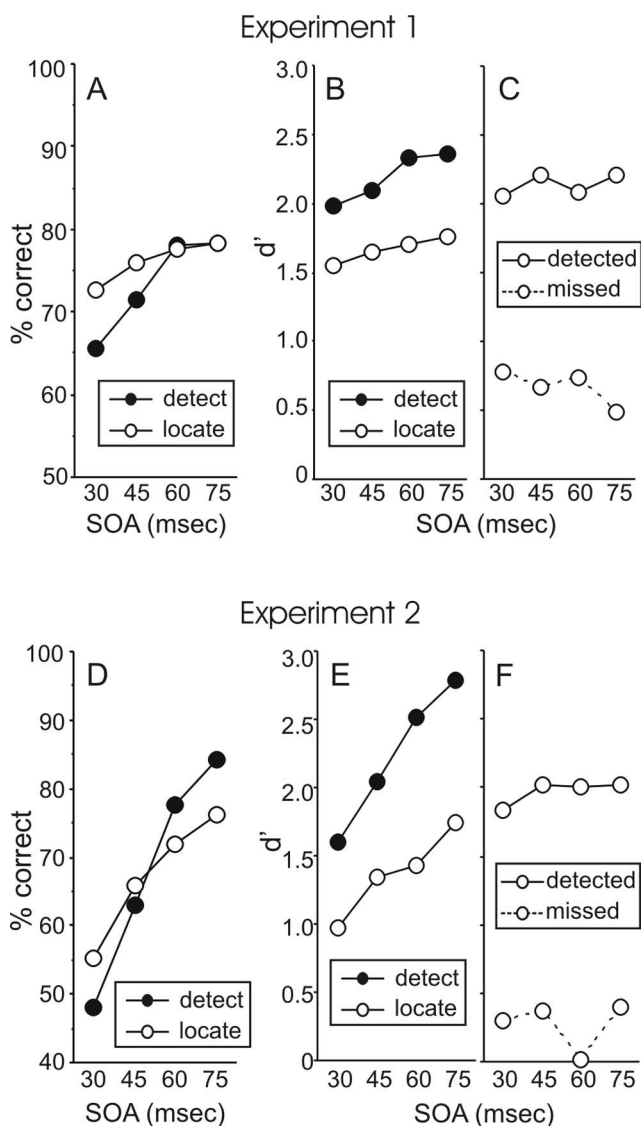 Experiment 1
A
100
90
80
70
60
50
% correct
detect
locate
30 45 60 75
SOA (msec)
B
3.0
2.5
2.0
1.5
1.0
0.5
0
d'
detect
locate
30 45 60 75
C
detected
missed
30 45 60 75
SOA (msec)
Experiment 2
D
100
90
80
70
60
50
40
% correct
detect
locate
30 45 60 75
SOA (msec)
E
3.0
2.5
2.0
1.5
1.0
0.5
0
d'
detect
locate
30 45 60 75
F
detected
missed
30 45 60 75
SOA (msec)